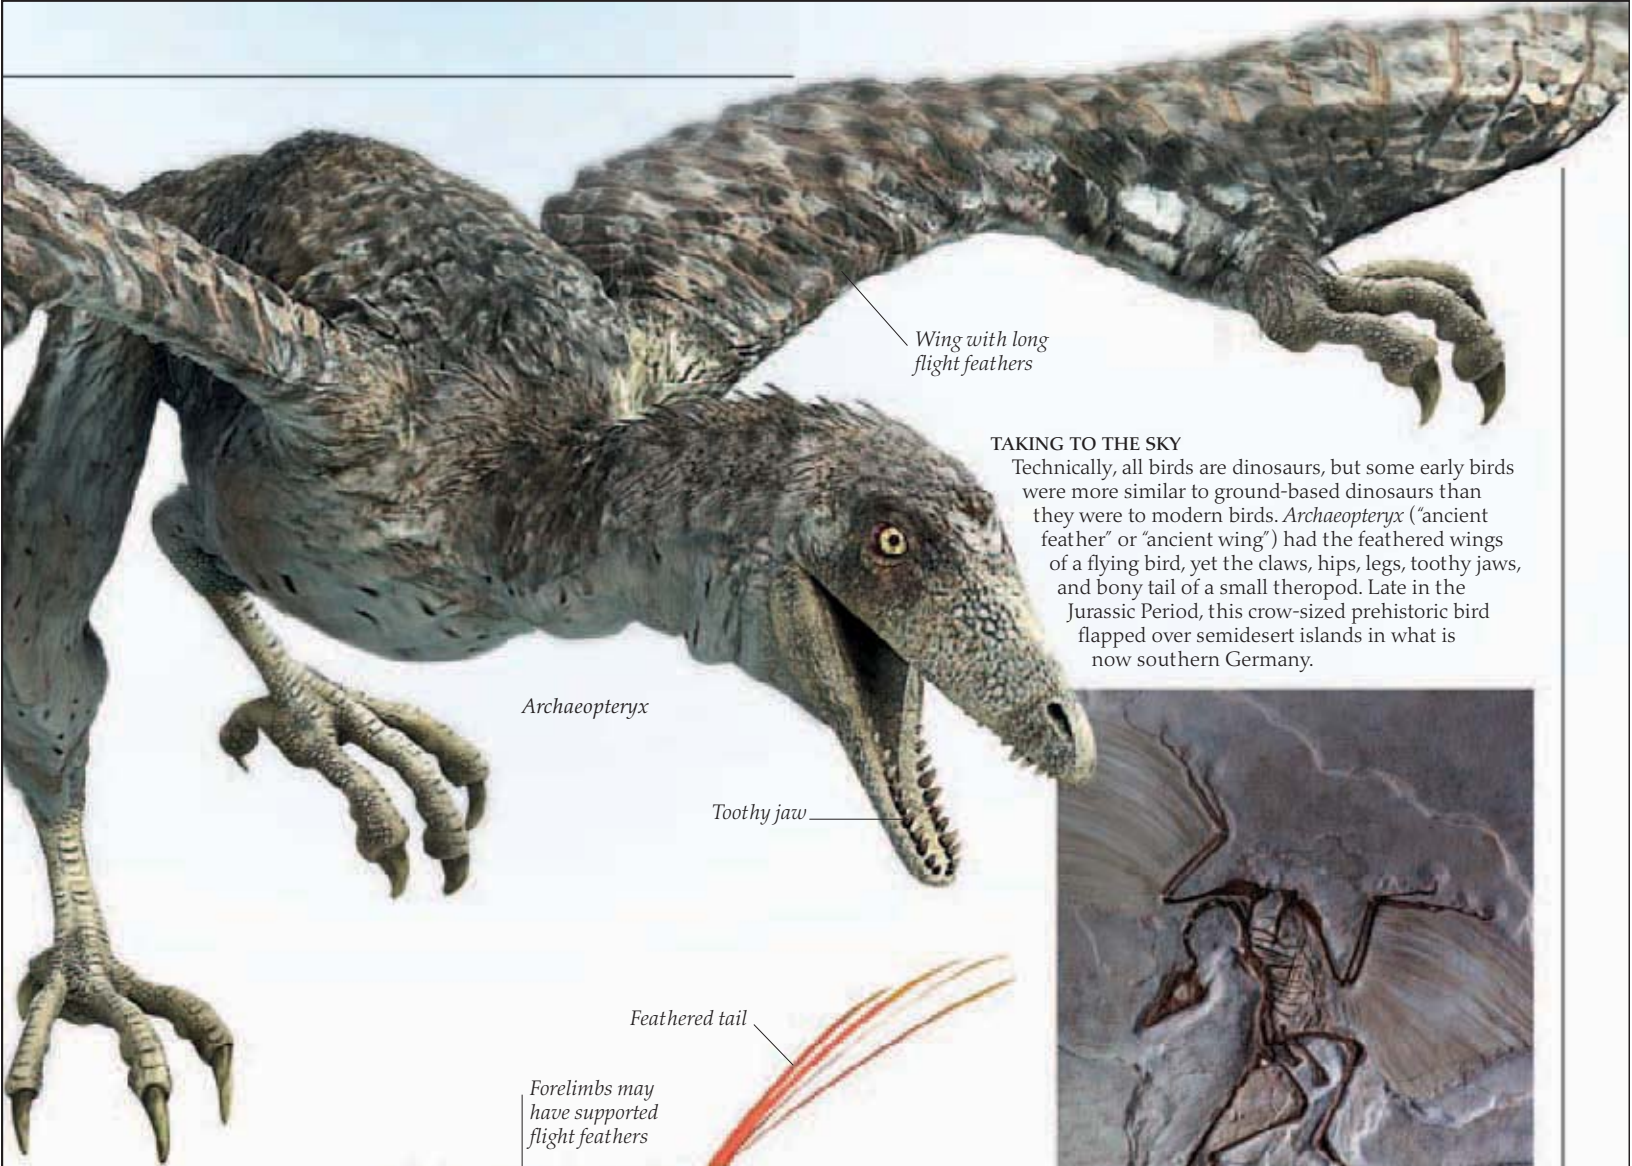 Wing with long
flight feathers
TAKING TO THE SKY
Technically, all birds are dinosaurs, but some early birds
were more similar to ground-based dinosaurs than
they were to modern birds. Archaeopteryx (“ancient
feather” or “ancient wing”) had the feathered wings
of a flying bird, yet the claws, hips, legs, toothy jaws,
and bony tail of a small theropod. Late in the
Jurassic Period, this crow-sized prehistoric bird
flapped over semidesert islands in what is
now southern Germany.
Archaeopteryx
Toothy jaw
Feathered tail
Forelimbs may
have supported
flight feathers